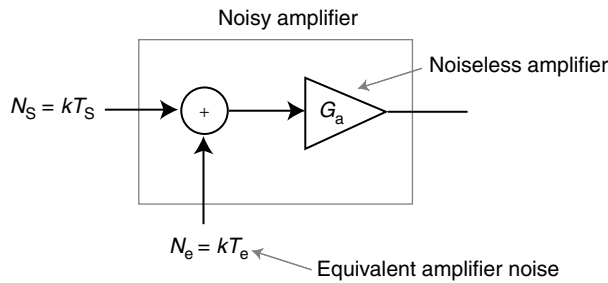 Noisy amplifier
Noiseless amplifier
N_S = kT_S
+
G_a
N_e = kT_e
Equivalent amplifier noise